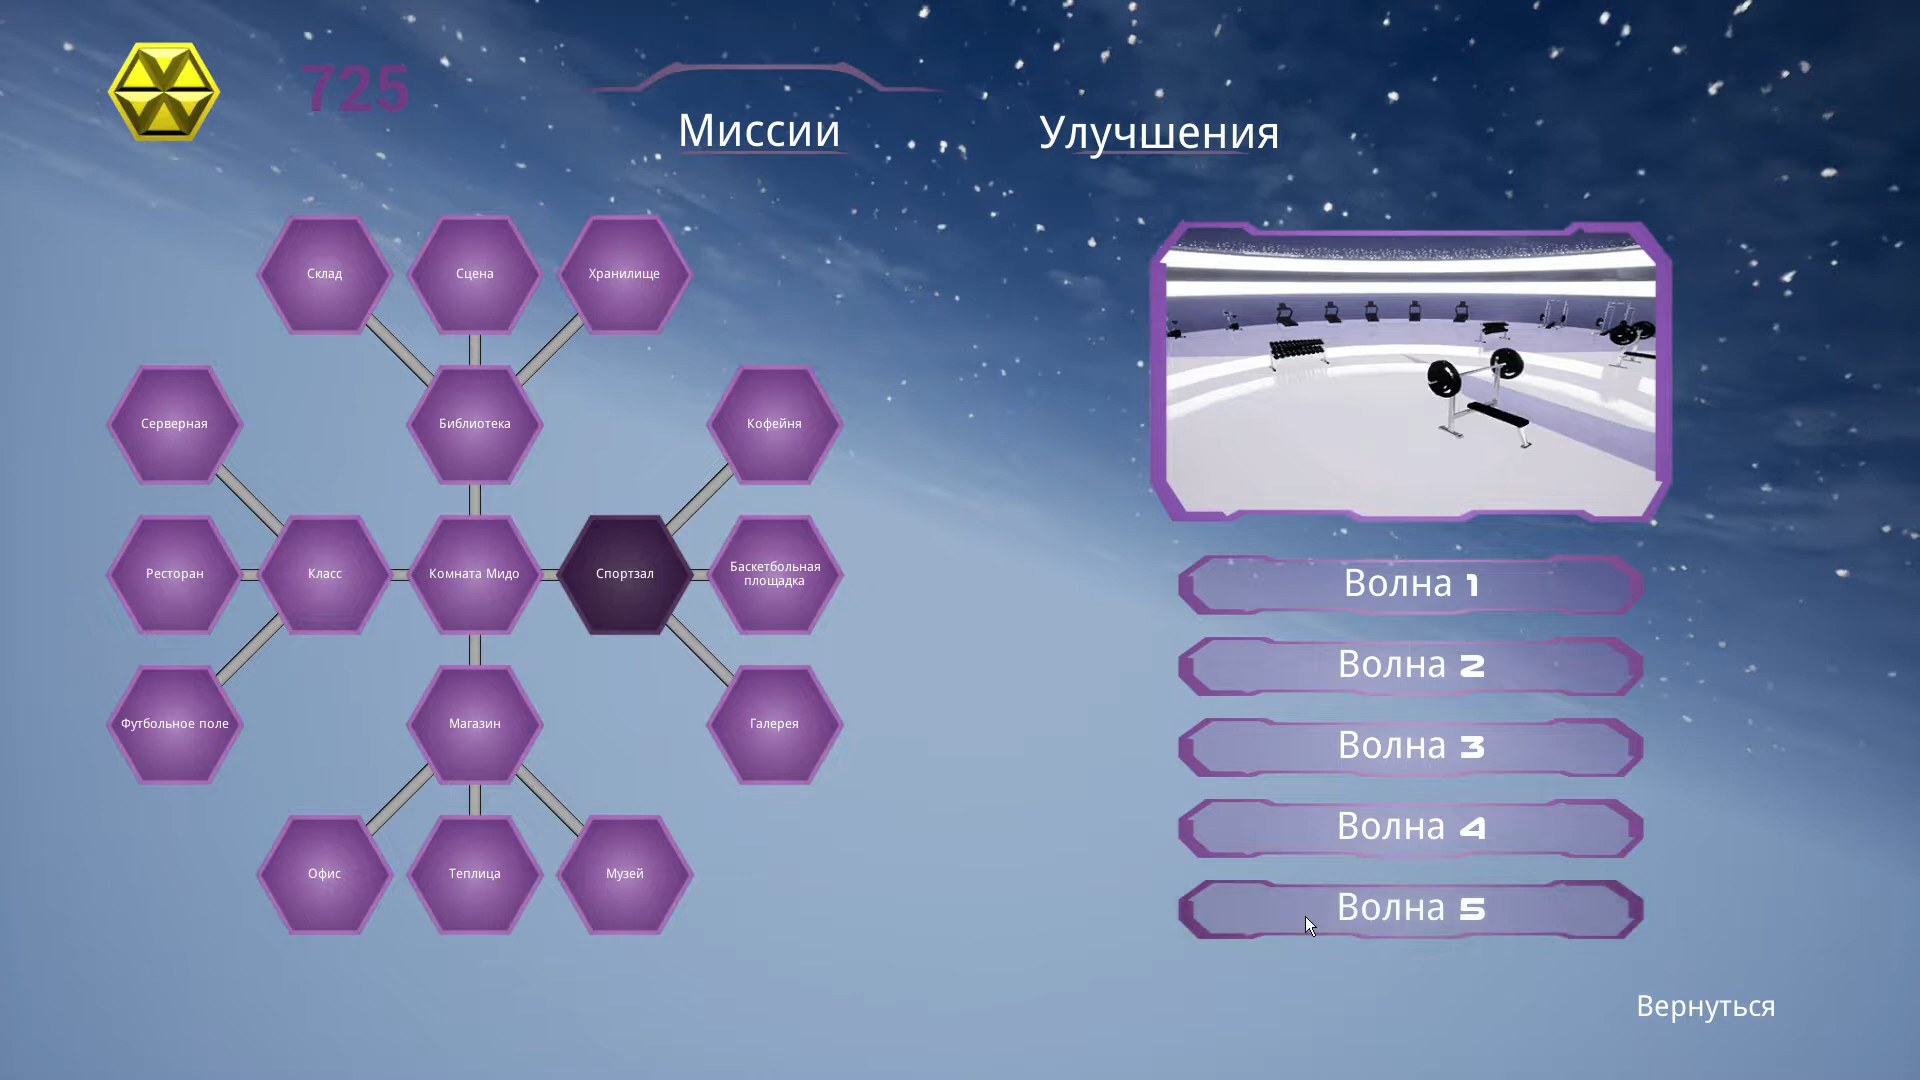 725
Миссии
Улучшения
Склад
Сцена
Хранилище
Серверная
Библиотека
Кофейня
Ресторан
Класс
Комната Мидо
Спортзал
Баскетбольная
площадка
Футбольное поле
Магазин
Галерея
Офис
Теплица
Музей
Волна 1
Волна 2
Волна 3
Волна 4
Волна 5
Вернуться